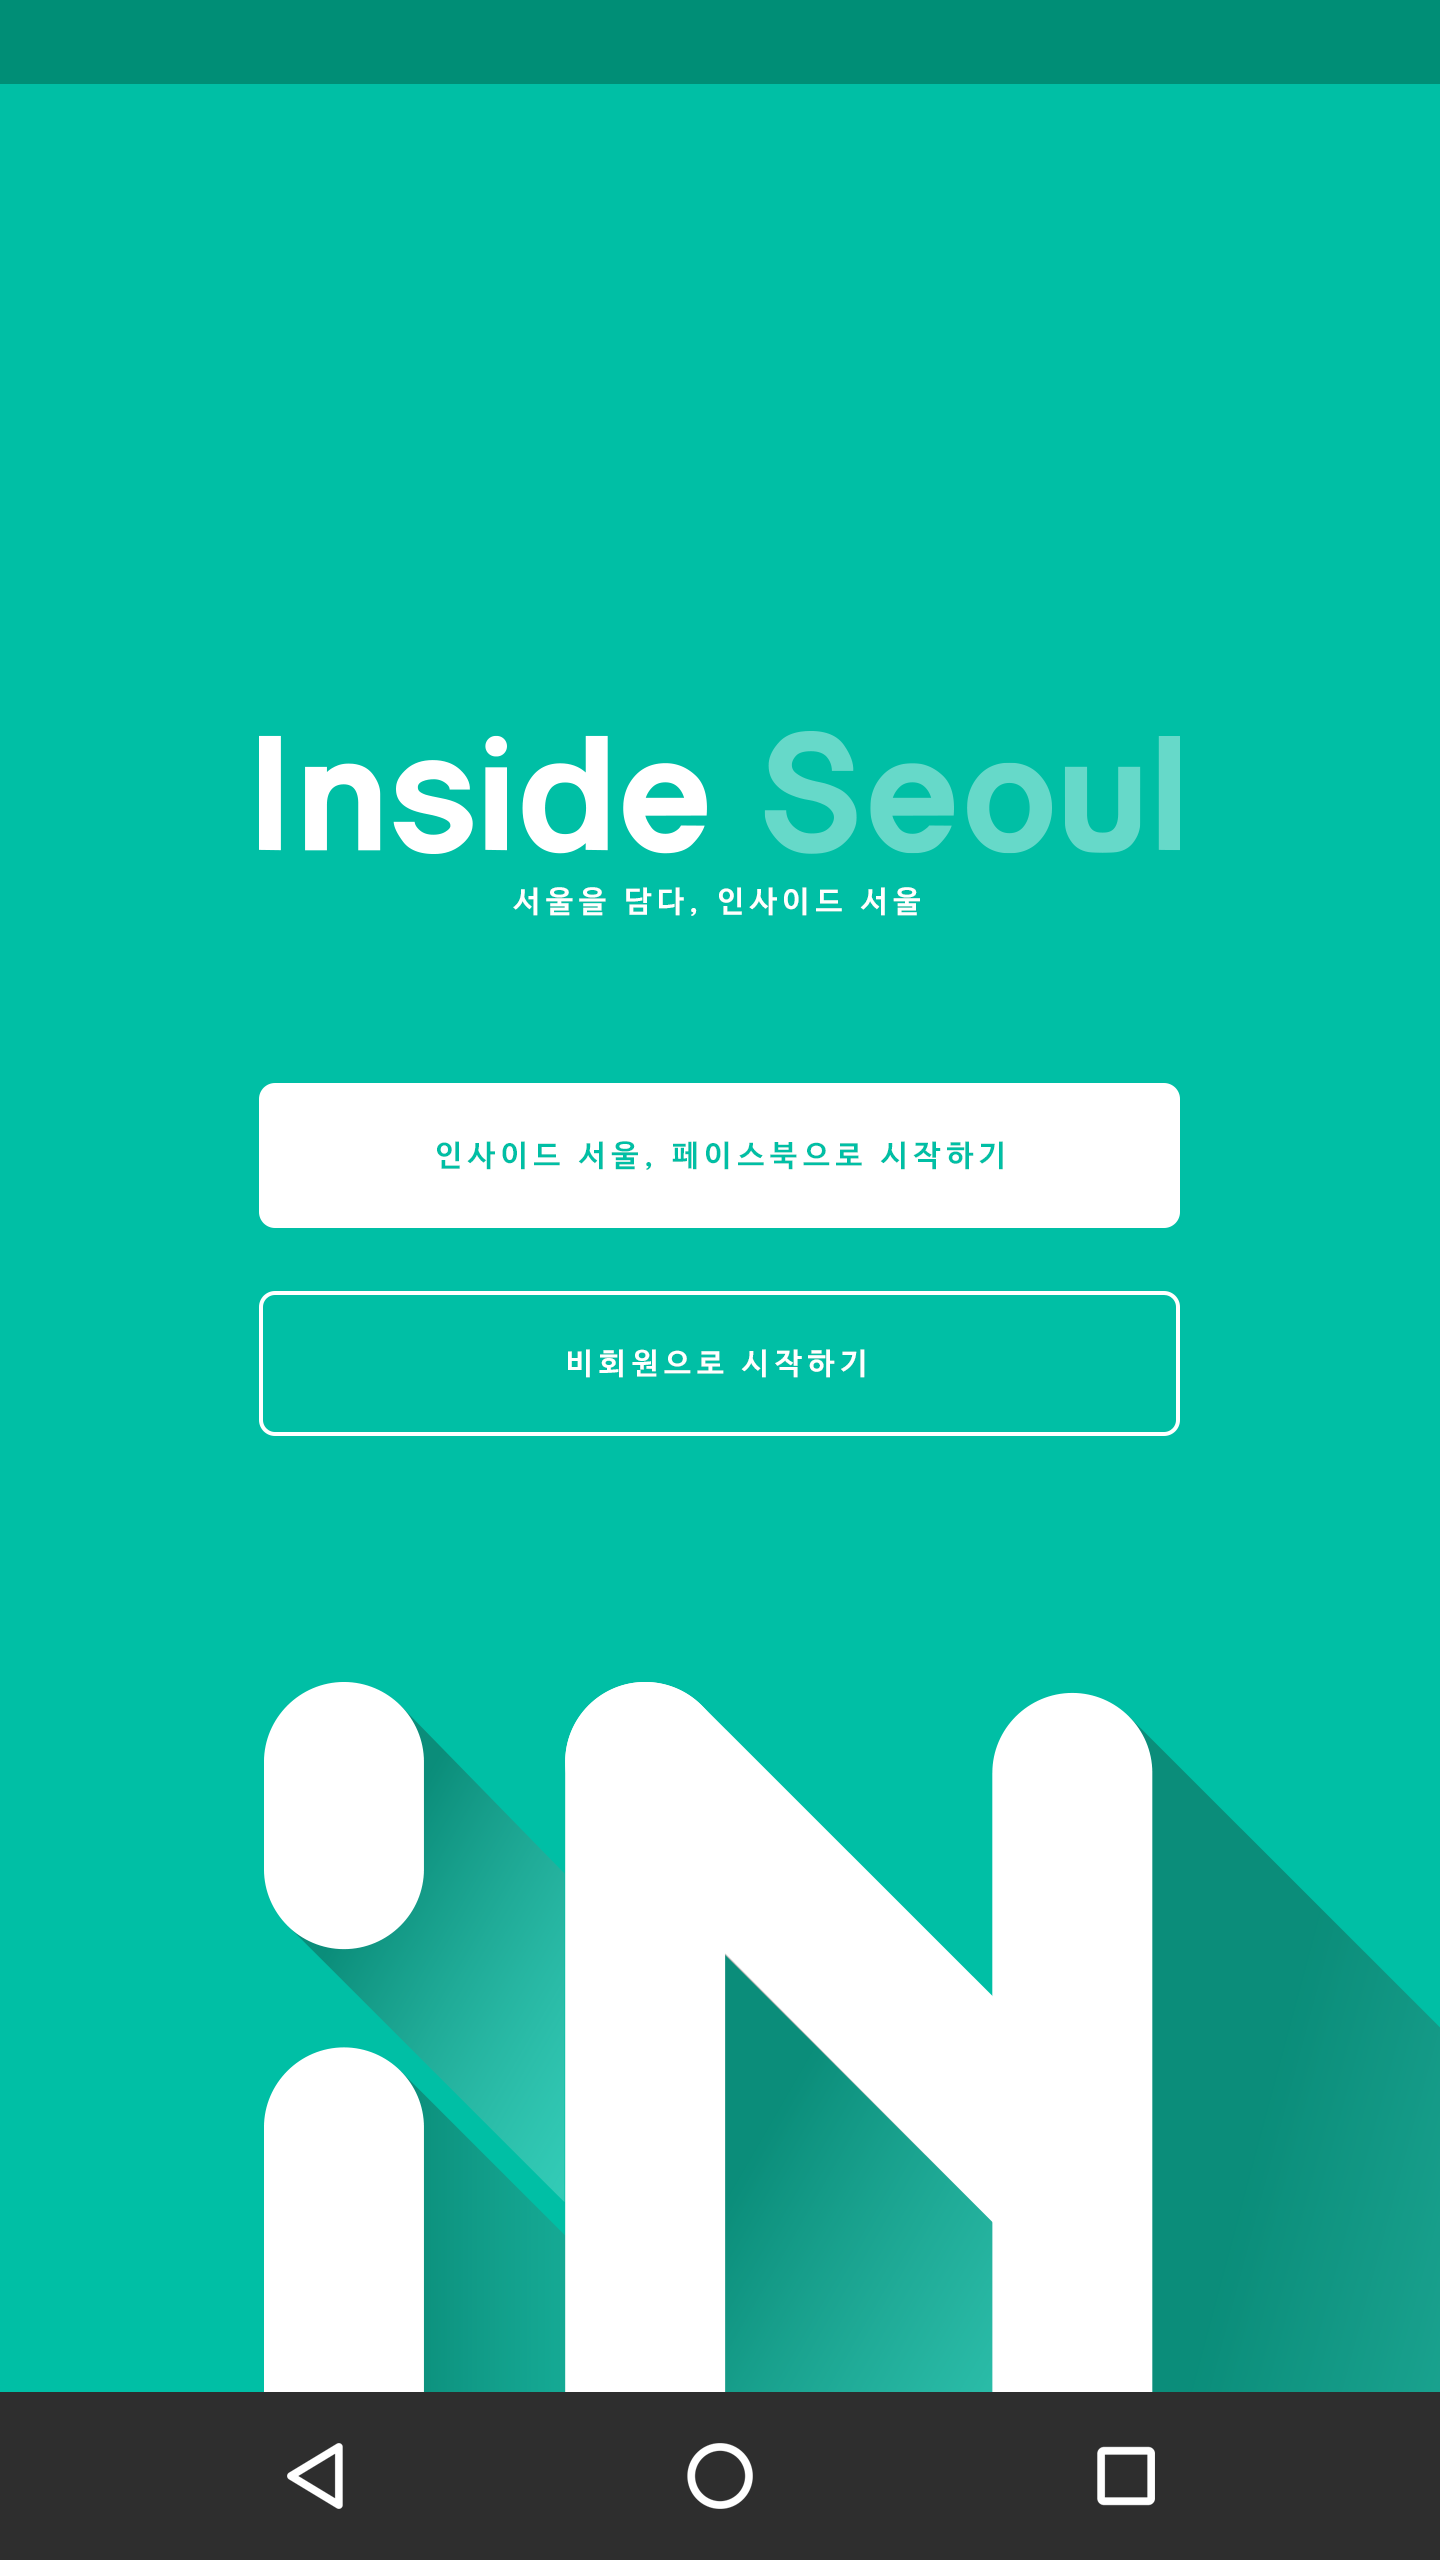 Inside Seoul
서울을 담다, 인사이드 서울
인사이드 서울, 페이스북으로 시작하기
비회원으로 시작하기
iN